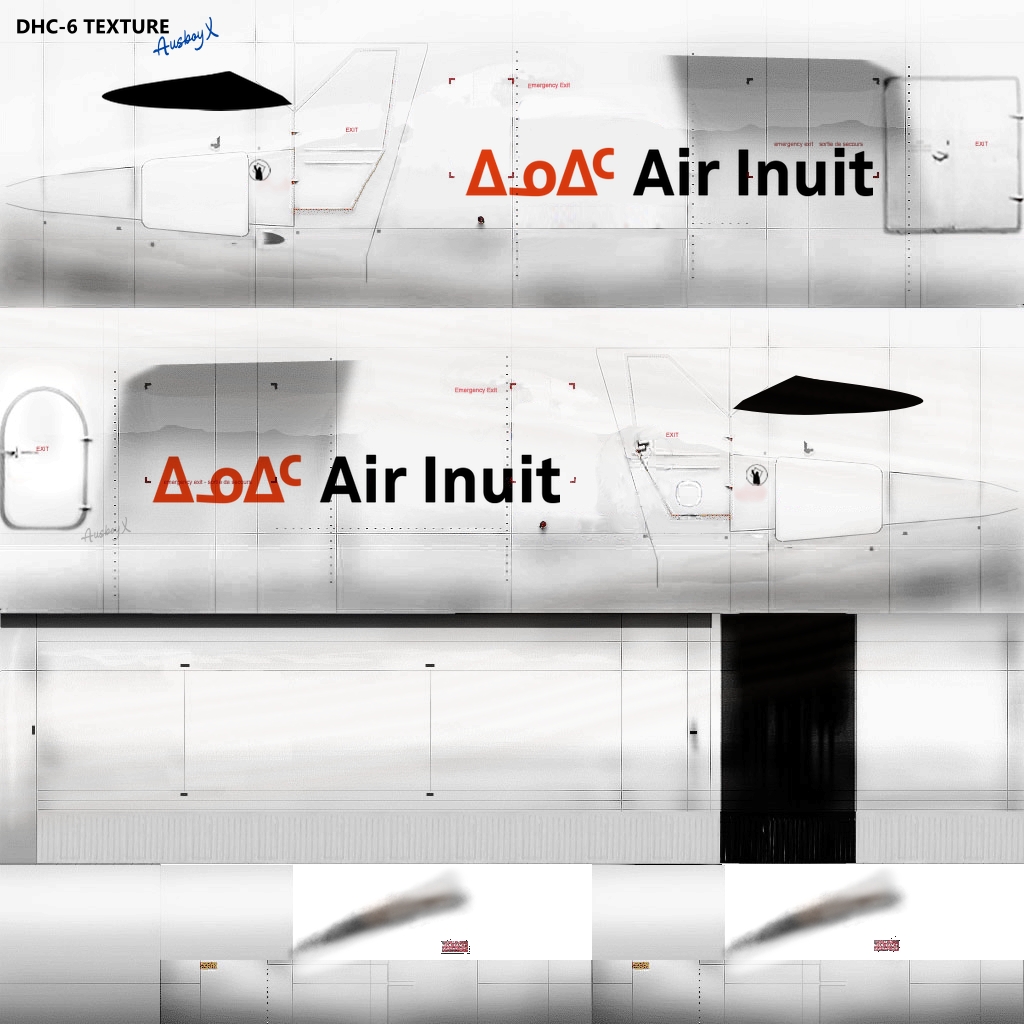 DHC-6 TEXTURE
AusboyX
Emergency Exit
EXIT
emergency exit sortie de secours
EXIT
ᐃᓄᐃᑦ Air Inuit
Emergency Exit
EXIT
EXIT
ᐃᓄᐃᑦ Air Inuit
emergency exit - sortie de secours
AusboyX